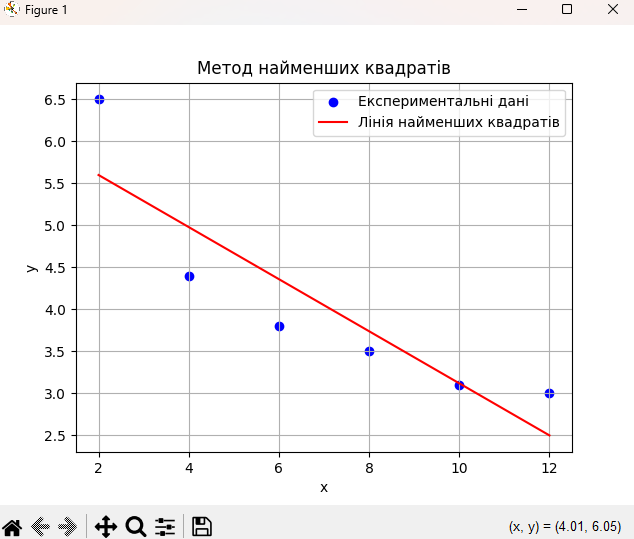 Figure 1
Метод найменших квадратів
Експериментальні дані
Лінія найменших квадратів
6.5
6.0
5.5
5.0
4.5
4.0
3.5
3.0
2.5
y
2 4 6 8 10 12
x
(x, y) = (4.01, 6.05)